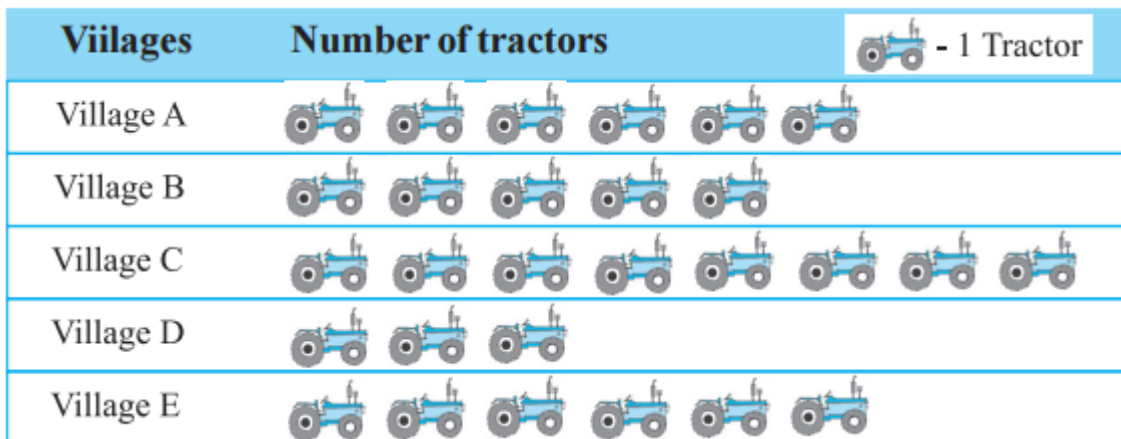 Viilages Number of tractors - 1 Tractor
Village A
Village B
Village C
Village D
Village E